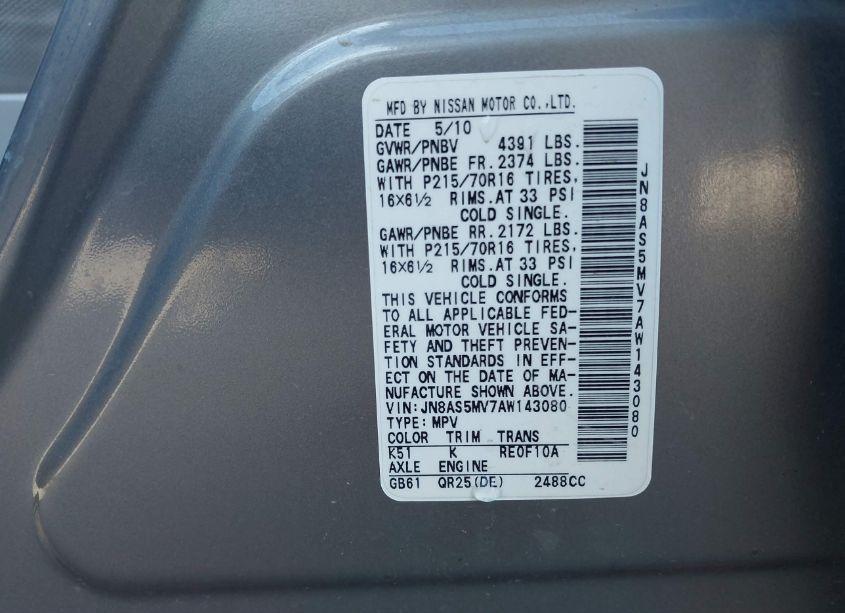 MFD BY NISSAN MOTOR CO.,LTD.
DATE 5/10
GVWR/PNBV 4391 LBS.
GAWR/PNBE FR. 2374 LBS.
WITH P215/70R16 TIRES,
16X6½ RIMS.AT 33 PSI
COLD SINGLE.
GAWR/PNBE RR. 2172 LBS.
WITH P215/70R16 TIRES,
16X6½ RIMS.AT 33 PSI
COLD SINGLE.
THIS VEHICLE CONFORMS
TO ALL APPLICABLE FED-
ERAL MOTOR VEHICLE SA-
FETY AND THEFT PREVEN-
TION STANDARDS IN EFF-
ECT ON THE DATE OF MA-
NUFACTURE SHOWN ABOVE.
VIN:JN8AS5MV7AW143080
TYPE:MPV
COLOR TRIM TRANS
K51 K RE0F10A
AXLE ENGINE
GB61 QR25(DE) 2488CC
JN8AS5MV7AW143080